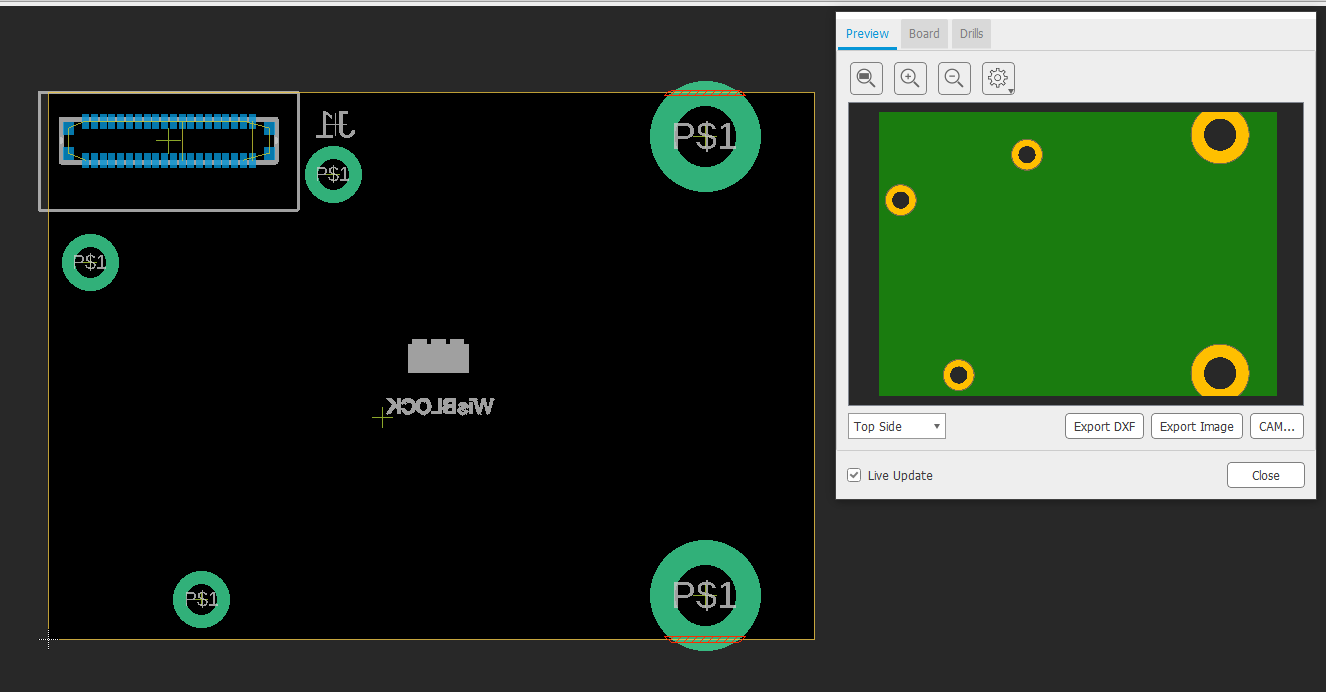 Preview Board Drills
J1
P$1
P$1
P$1
WisBLOCK
P$1
P$1
Top Side
Export DXF
Export Image
CAM...
Live Update
Close